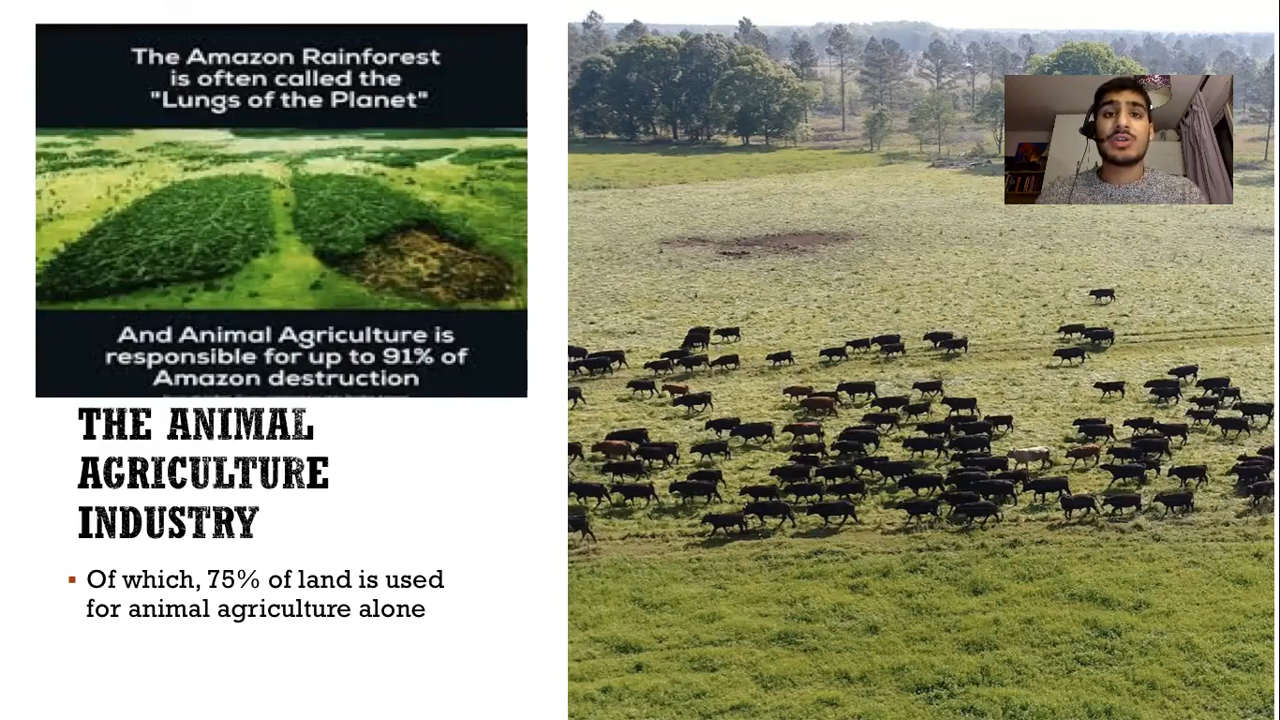 The Amazon Rainforest
is often called the
"Lungs of the Planet"
And Animal Agriculture is
responsible for up to 91% of
Amazon destruction
THE ANIMAL
AGRICULTURE
INDUSTRY
▪ Of which, 75% of land is used
for animal agriculture alone